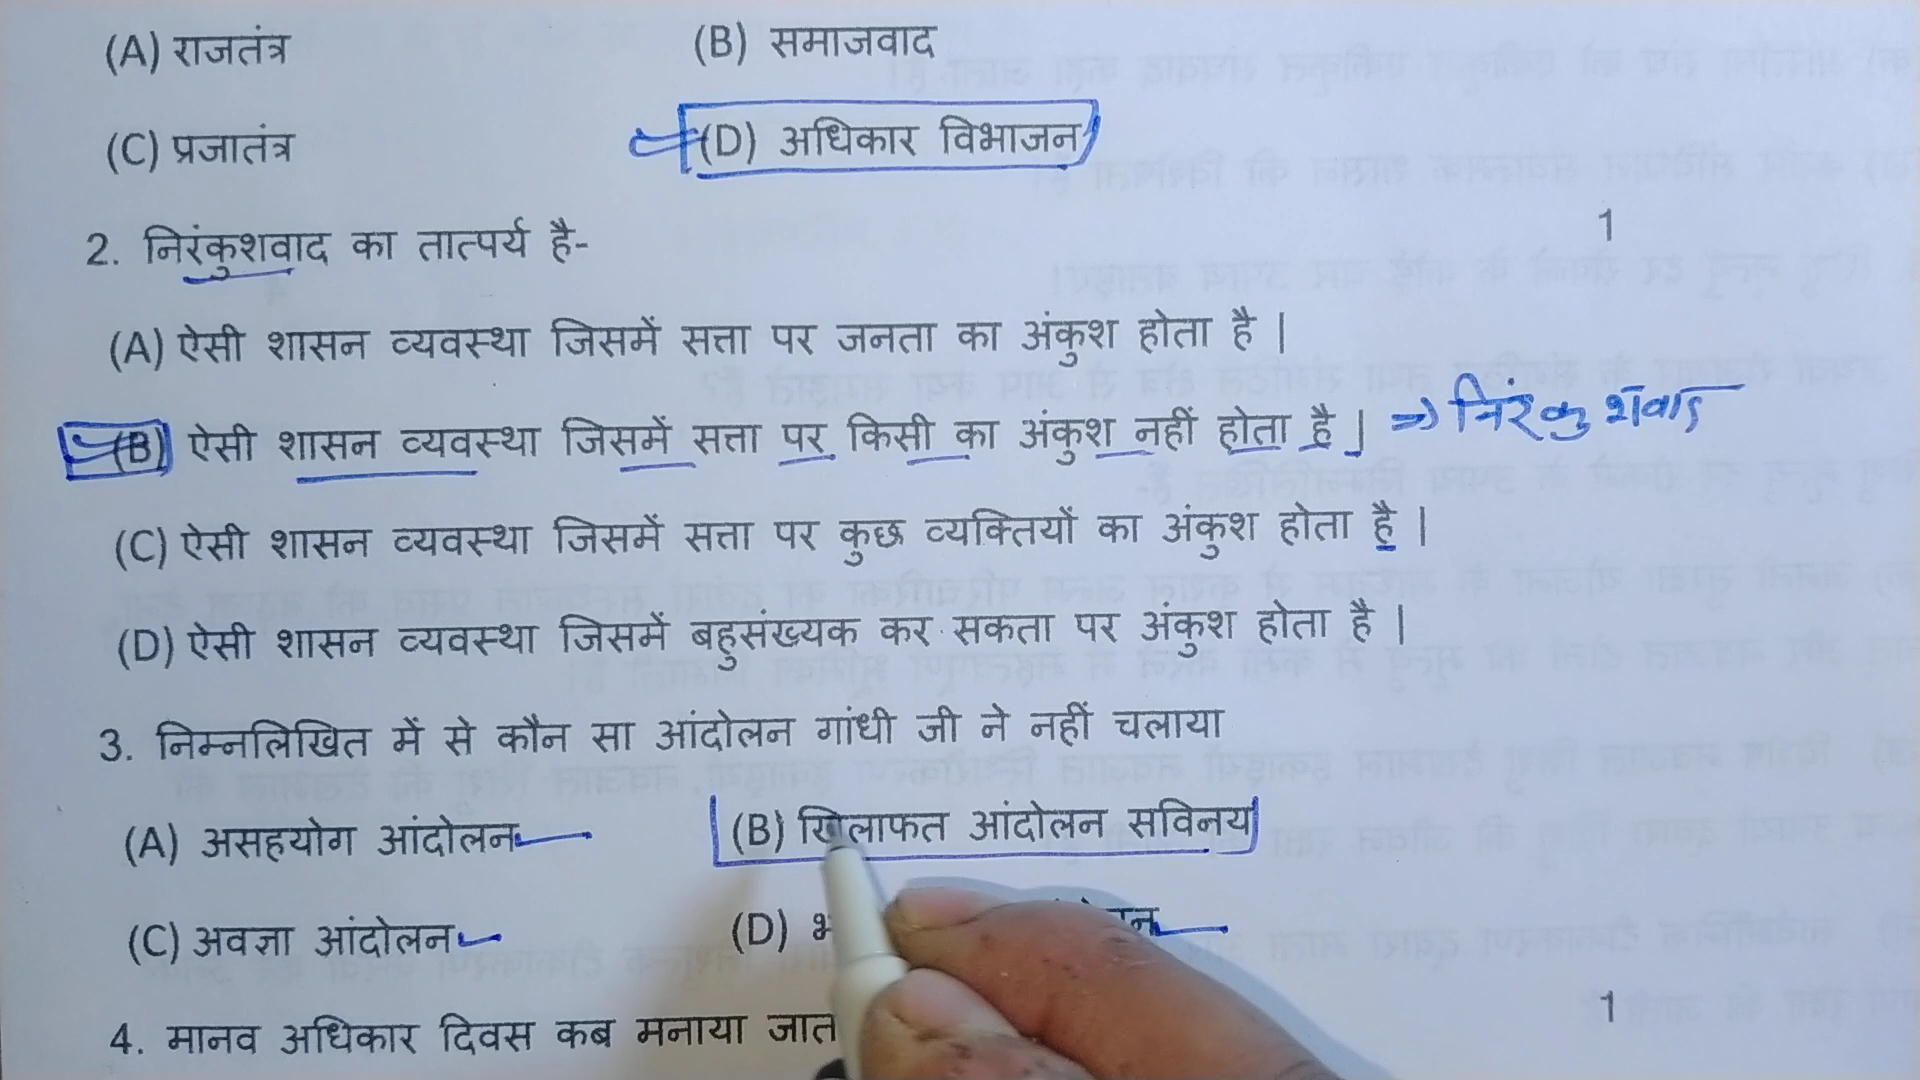 (A) राजतंत्र (B) समाजवाद
(C) प्रजातंत्र (D) अधिकार विभाजन
2. निरंकुशवाद का तात्पर्य है- 1
(A) ऐसी शासन व्यवस्था जिसमें सत्ता पर जनता का अंकुश होता है |
(B) ऐसी शासन व्यवस्था जिसमें सत्ता पर किसी का अंकुश नहीं होता है | ⇒ निरंकुशवाद
(C) ऐसी शासन व्यवस्था जिसमें सत्ता पर कुछ व्यक्तियों का अंकुश होता है |
(D) ऐसी शासन व्यवस्था जिसमें बहुसंख्यक कर सकता पर अंकुश होता है |
3. निम्नलिखित में से कौन सा आंदोलन गांधी जी ने नहीं चलाया
(A) असहयोग आंदोलन (B) खिलाफत आंदोलन सविनय
(C) अवज्ञा आंदोलन (D)
4. मानव अधिकार दिवस कब मनाया 1